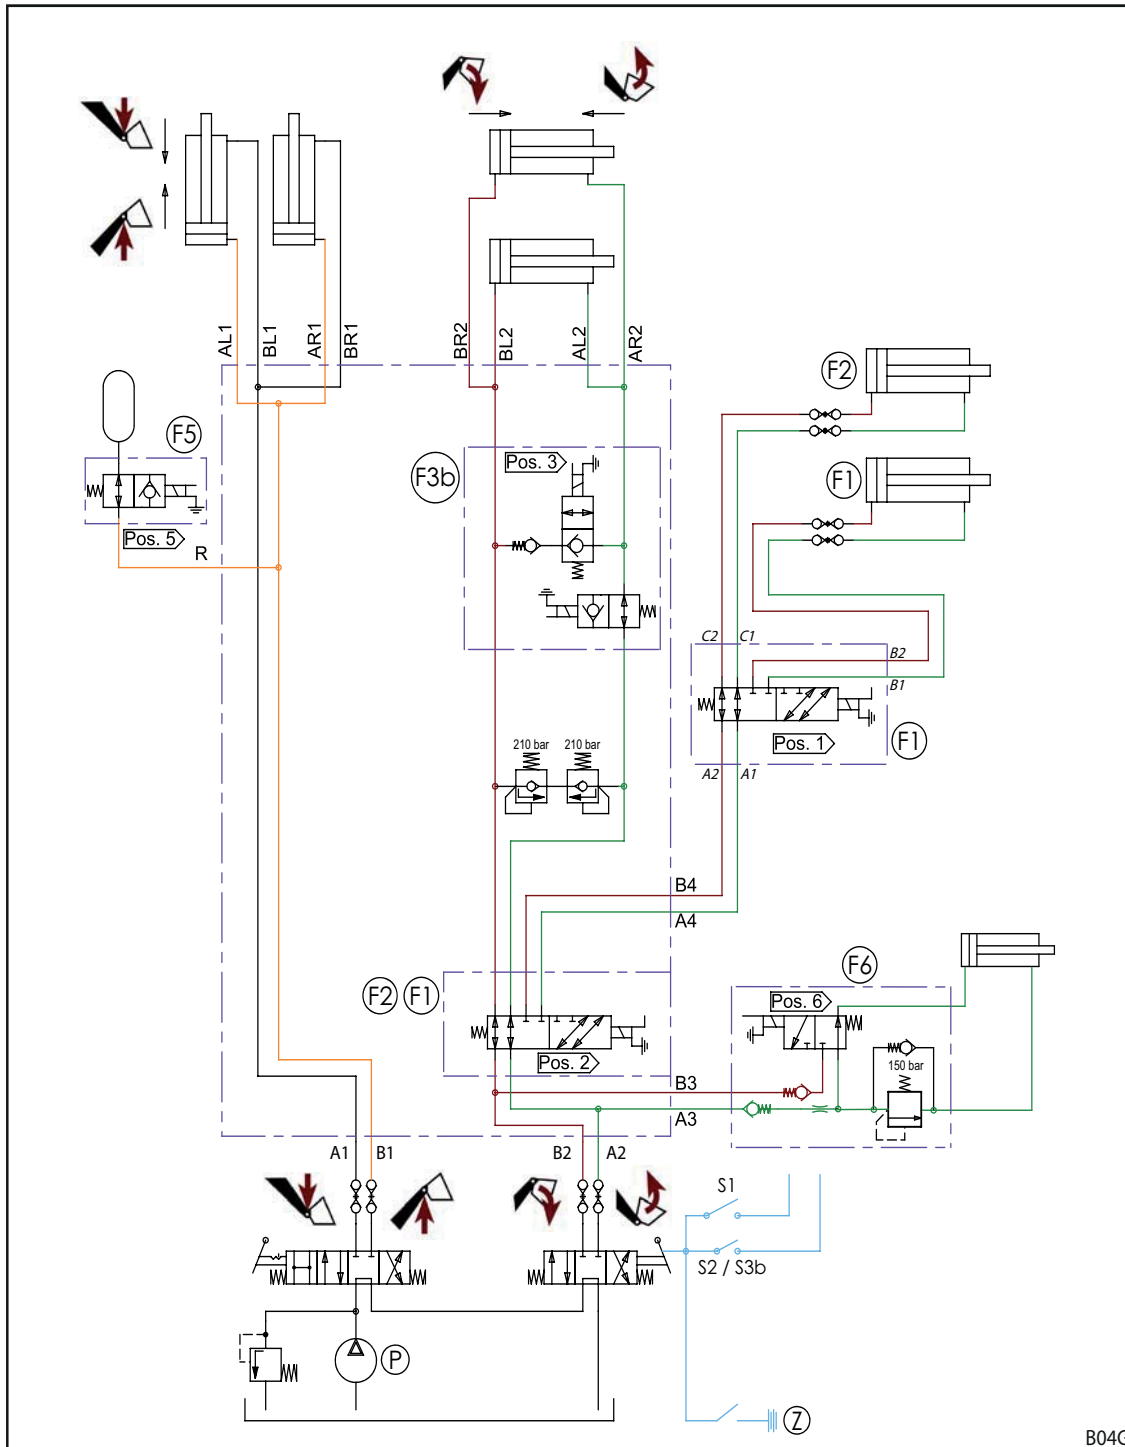 AL1
BL1
AR1
BR1
BR2
BL2
AL2
AR2
F2
F5
F3b
Pos. 3
F1
Pos. 5
R
C2
C1
B2
B1
Pos. 1
F1
210 bar
210 bar
A2
A1
B4
A4
F6
F2
F1
Pos. 6
Pos. 2
150 bar
B3
A3
A1
B1
B2
A2
S1
S2 / S3b
P
Z